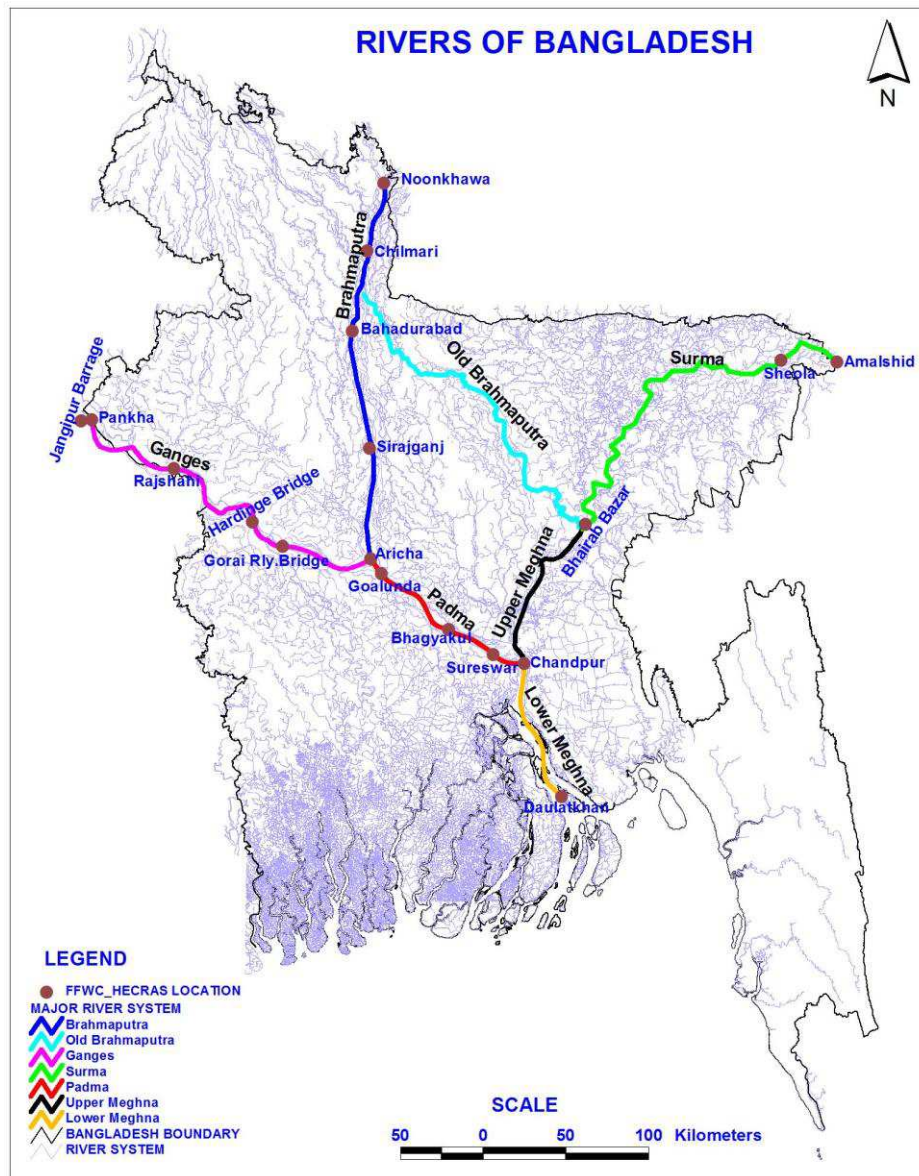 RIVERS OF BANGLADESH
N
Noonkhawa
Brahmaputra
Chilmari
Bahadurabad
Old Brahmaputra
Surma
Sheola
Amalshid
Jangipur Barrage
Pankha
Ganges
Rajshahi
Sirajganj
Hardinge Bridge
Gorai Rly.Bridge
Bhairab Bazar
Aricha
Goalunda
Padma
Upper Meghna
Bhagyakul
Sureswar
Chandpur
Lower Meghna
Daulatkhan
LEGEND
FFWC_HECRAS LOCATION
MAJOR RIVER SYSTEM
Brahmaputra
Old Brahmaputra
Ganges
Surma
Padma
Upper Meghna
Lower Meghna
BANGLADESH BOUNDARY
RIVER SYSTEM
SCALE
50 0 50 100 Kilometers